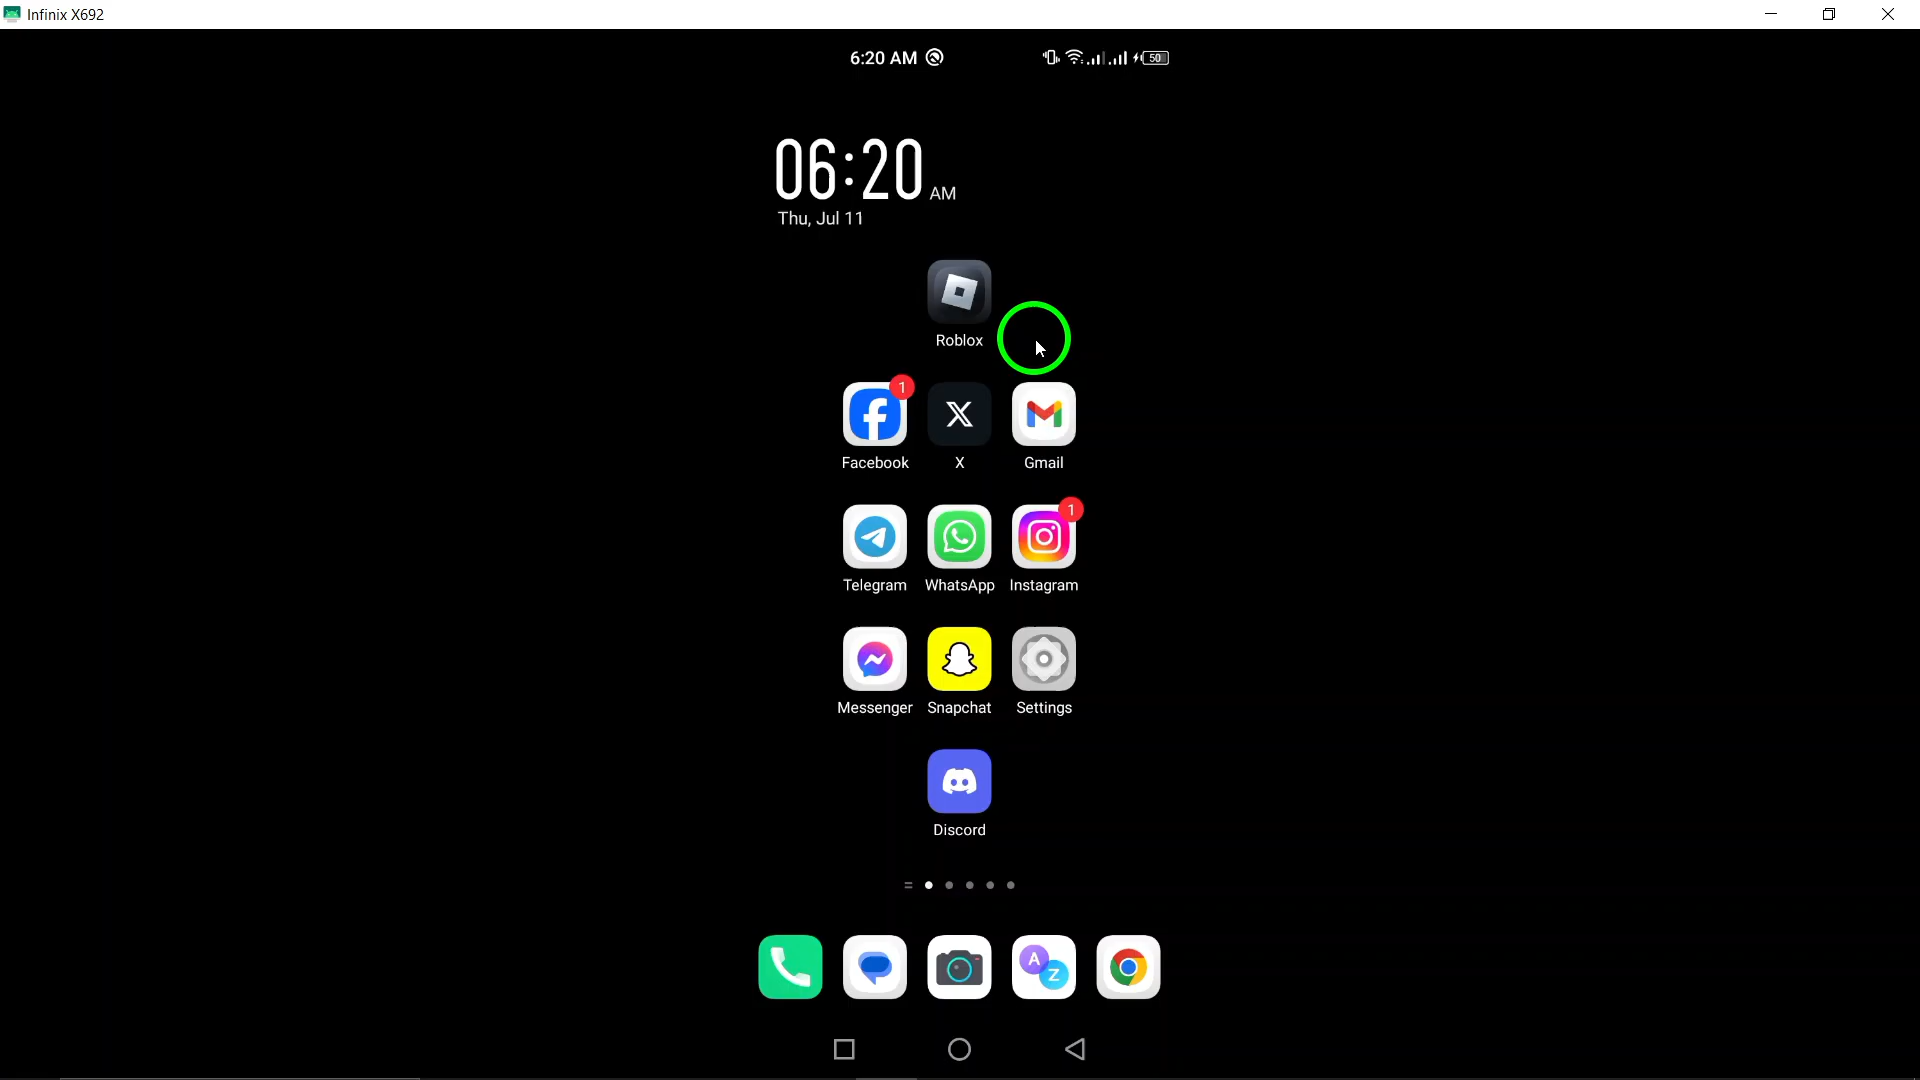 Infinix X692
6:20 AM 50
06:20 AM
Thu, Jul 11
Roblox
1
Facebook X Gmail
1
Telegram WhatsApp Instagram
Messenger Snapchat Settings
Discord
A Z